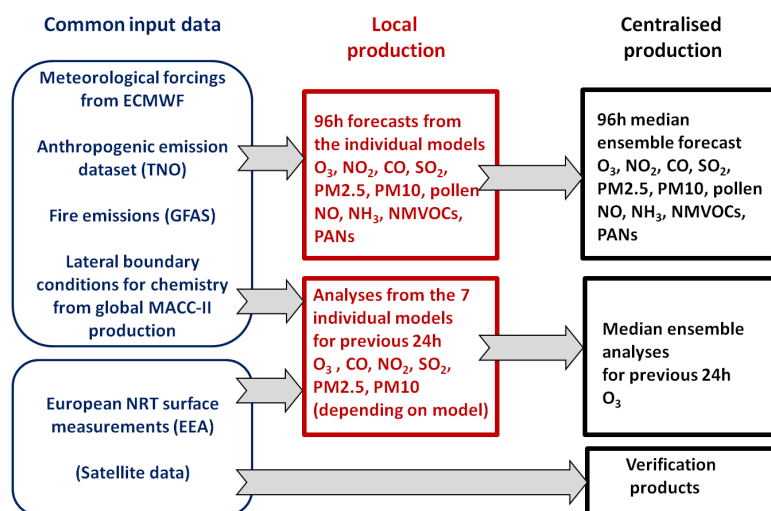 Common input data
Meteorological forcings
from ECMWF
Anthropogenic emission
dataset (TNO)
Fire emissions (GFAS)
Lateral boundary
conditions for chemistry
from global MACC-II
production
European NRT surface
measurements (EEA)
(Satellite data)
Local
production
96h forecasts from
the individual models
O₃, NO₂, CO, SO₂,
PM2.5, PM10, pollen
NO, NH₃, NMVOCs,
PANs
Analyses from the 7
individual models
for previous 24h
O₃ , CO, NO₂, SO₂,
PM2.5, PM10
(depending on model)
Centralised
production
96h median
ensemble forecast
O₃, NO₂, CO, SO₂,
PM2.5, PM10, pollen
NO, NH₃, NMVOCs,
PANs
Median ensemble
analyses
for previous 24h
O₃
Verification
products